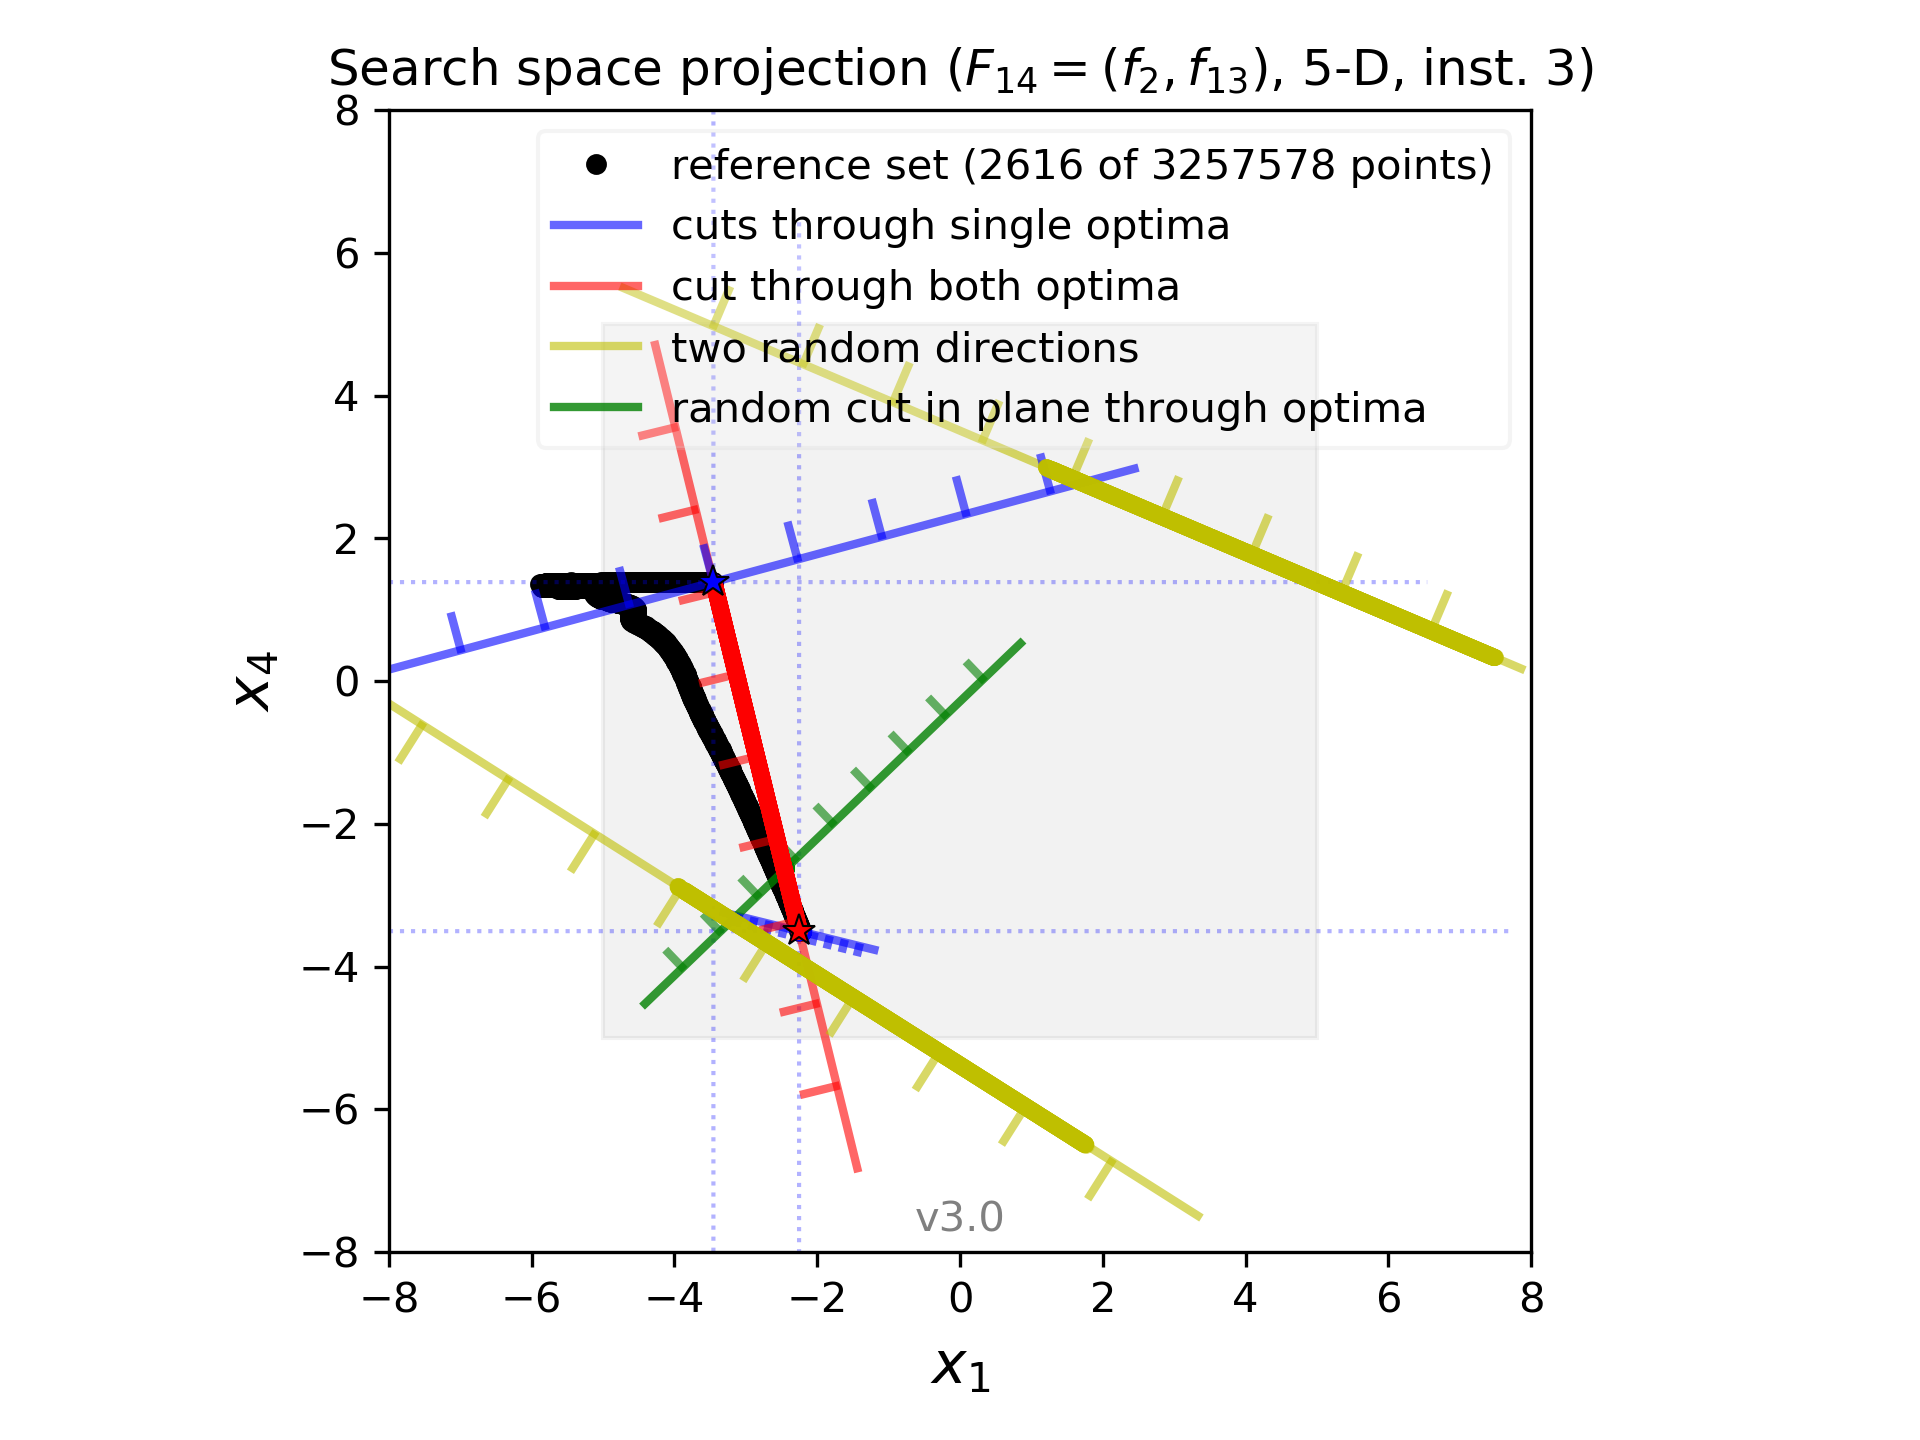 Search space projection (F₁₄ = (f₂, f₁₃), 5-D, inst. 3)
reference set (2616 of 3257578 points)
cuts through single optima
cut through both optima
two random directions
random cut in plane through optima
8
6
4
2
0
−2
−4
−6
−8
x₄
v3.0
−8 −6 −4 −2 0 2 4 6 8
x₁